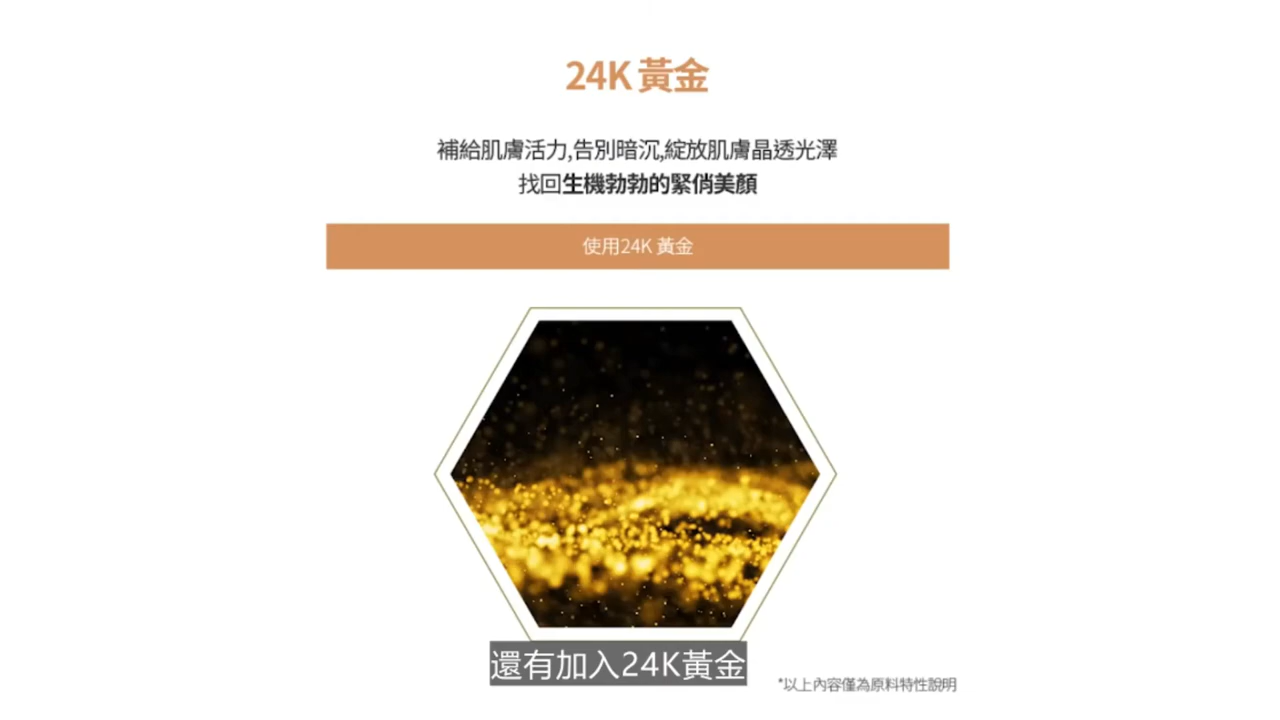 24K 黃金
補給肌膚活力,告別暗沉,綻放肌膚晶透光澤
找回生機勃勃的緊俏美顏
使用24K 黃金
還有加入24K黃金
*以上內容僅為原料特性說明